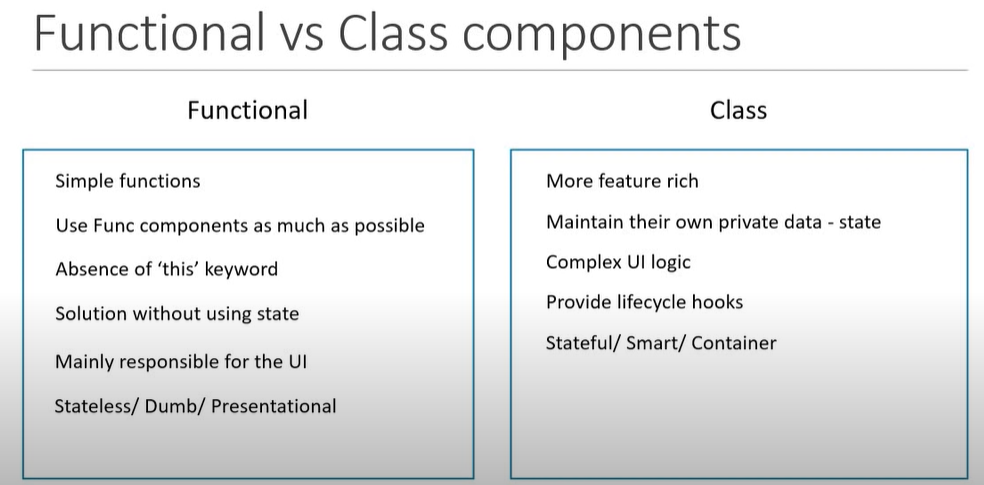 Functional vs Class components
Functional
Simple functions
Use Func components as much as possible
Absence of ‘this’ keyword
Solution without using state
Mainly responsible for the UI
Stateless/ Dumb/ Presentational
Class
More feature rich
Maintain their own private data - state
Complex UI logic
Provide lifecycle hooks
Stateful/ Smart/ Container